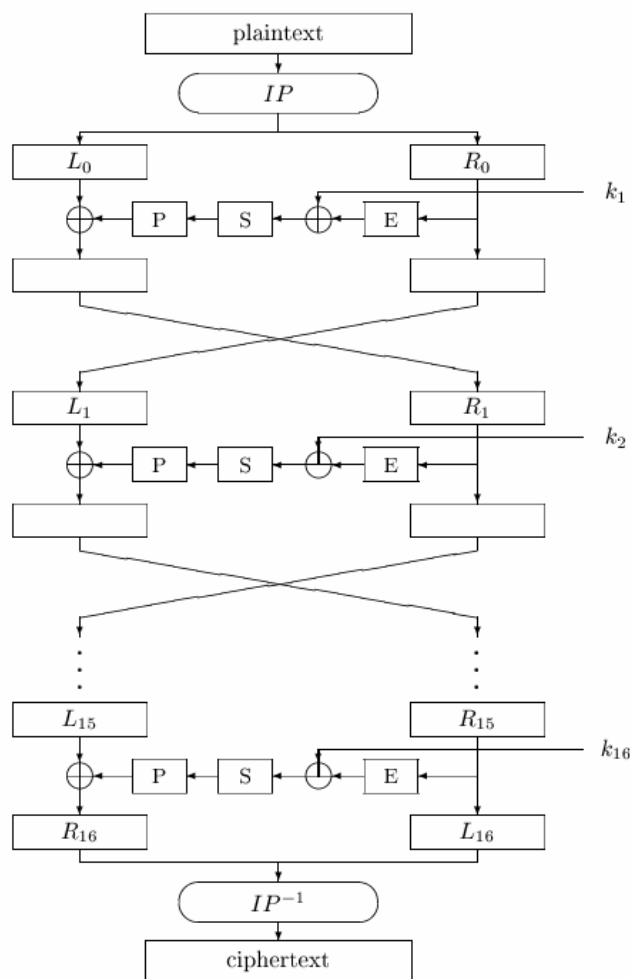 plaintext
IP
L₀ R₀
k₁
P S E
L₁ R₁
k₂
P S E
L₁₅ R₁₅
k₁₆
P S E
R₁₆ L₁₆
IP⁻¹
ciphertext